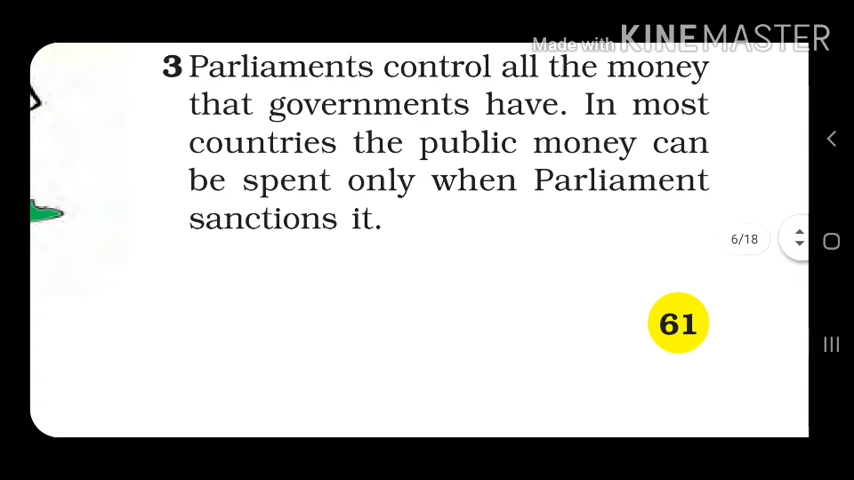 Made with KINEMASTER
3 Parliaments control all the money
that governments have. In most
countries the public money can
be spent only when Parliament
sanctions it.
6/18
61